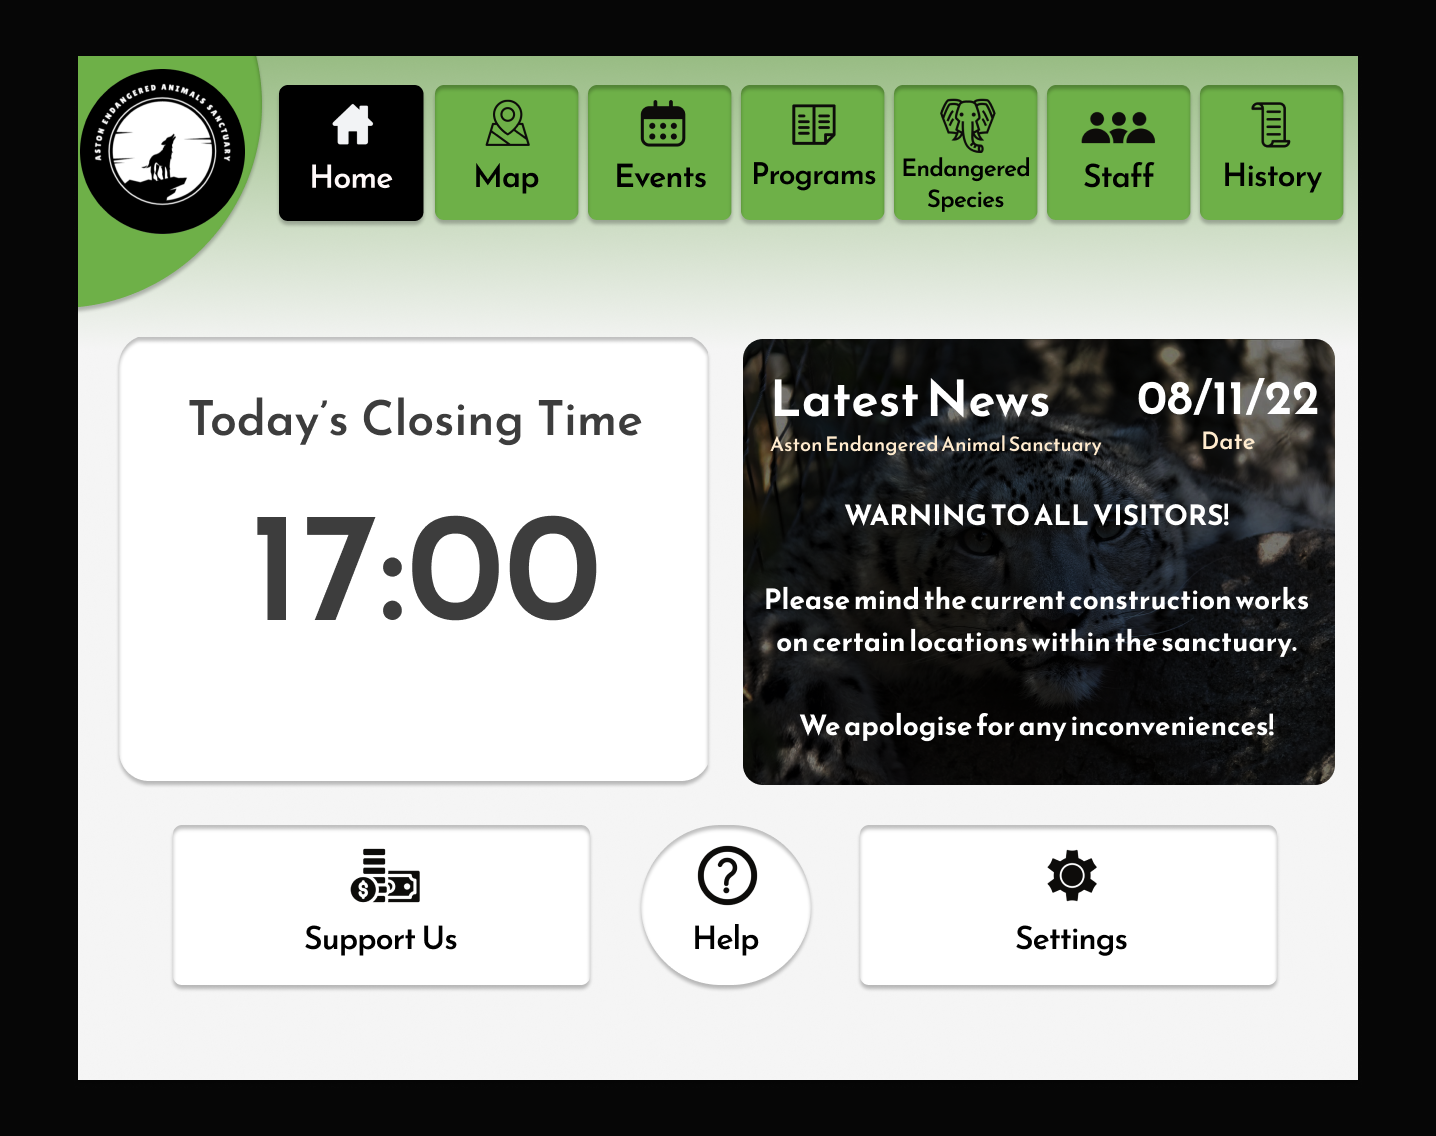 ASTON ENDANGERED ANIMALS SANCTUARY
Home
Map
Events
Programs
Endangered
Species
Staff
History
Today’s Closing Time
17:00
Latest News
08/11/22
Aston Endangered Animal Sanctuary
Date
WARNING TO ALL VISITORS!
Please mind the current construction works
on certain locations within the sanctuary.
We apologise for any inconveniences!
Support Us
Help
Settings